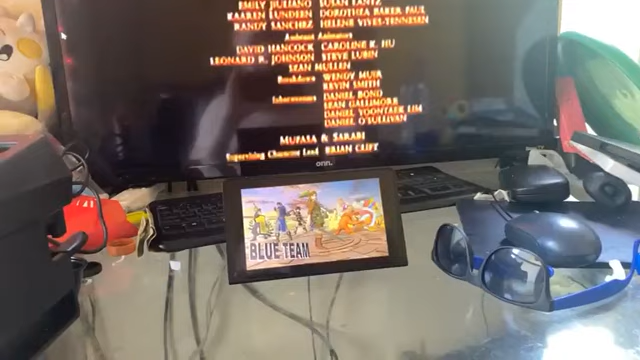 EMILY JIULIANO SUSAN LANTZ
KAAREN LUNDEEN DOROTHEA BAKER PAUL
RANDY SANCHEZ HELENE VIVES-TENNESEN
Assistant Animators
DAVID HANCOCK CAROLINE K. HU
LEONARD R. JOHNSON STEVE LUBIN
SEAN MULLEN
Breakdown WENDY MUIR
KEVIN SMITH
Inbetweeners DANIEL BOND
SEAN GALLIMORE
DANIEL YOONTAEK LIM
DANIEL O'SULLIVAN
MUFASA & SARABI
Supervising Character Lead BRIAN CLIFT
onn.
BLUE TEAM